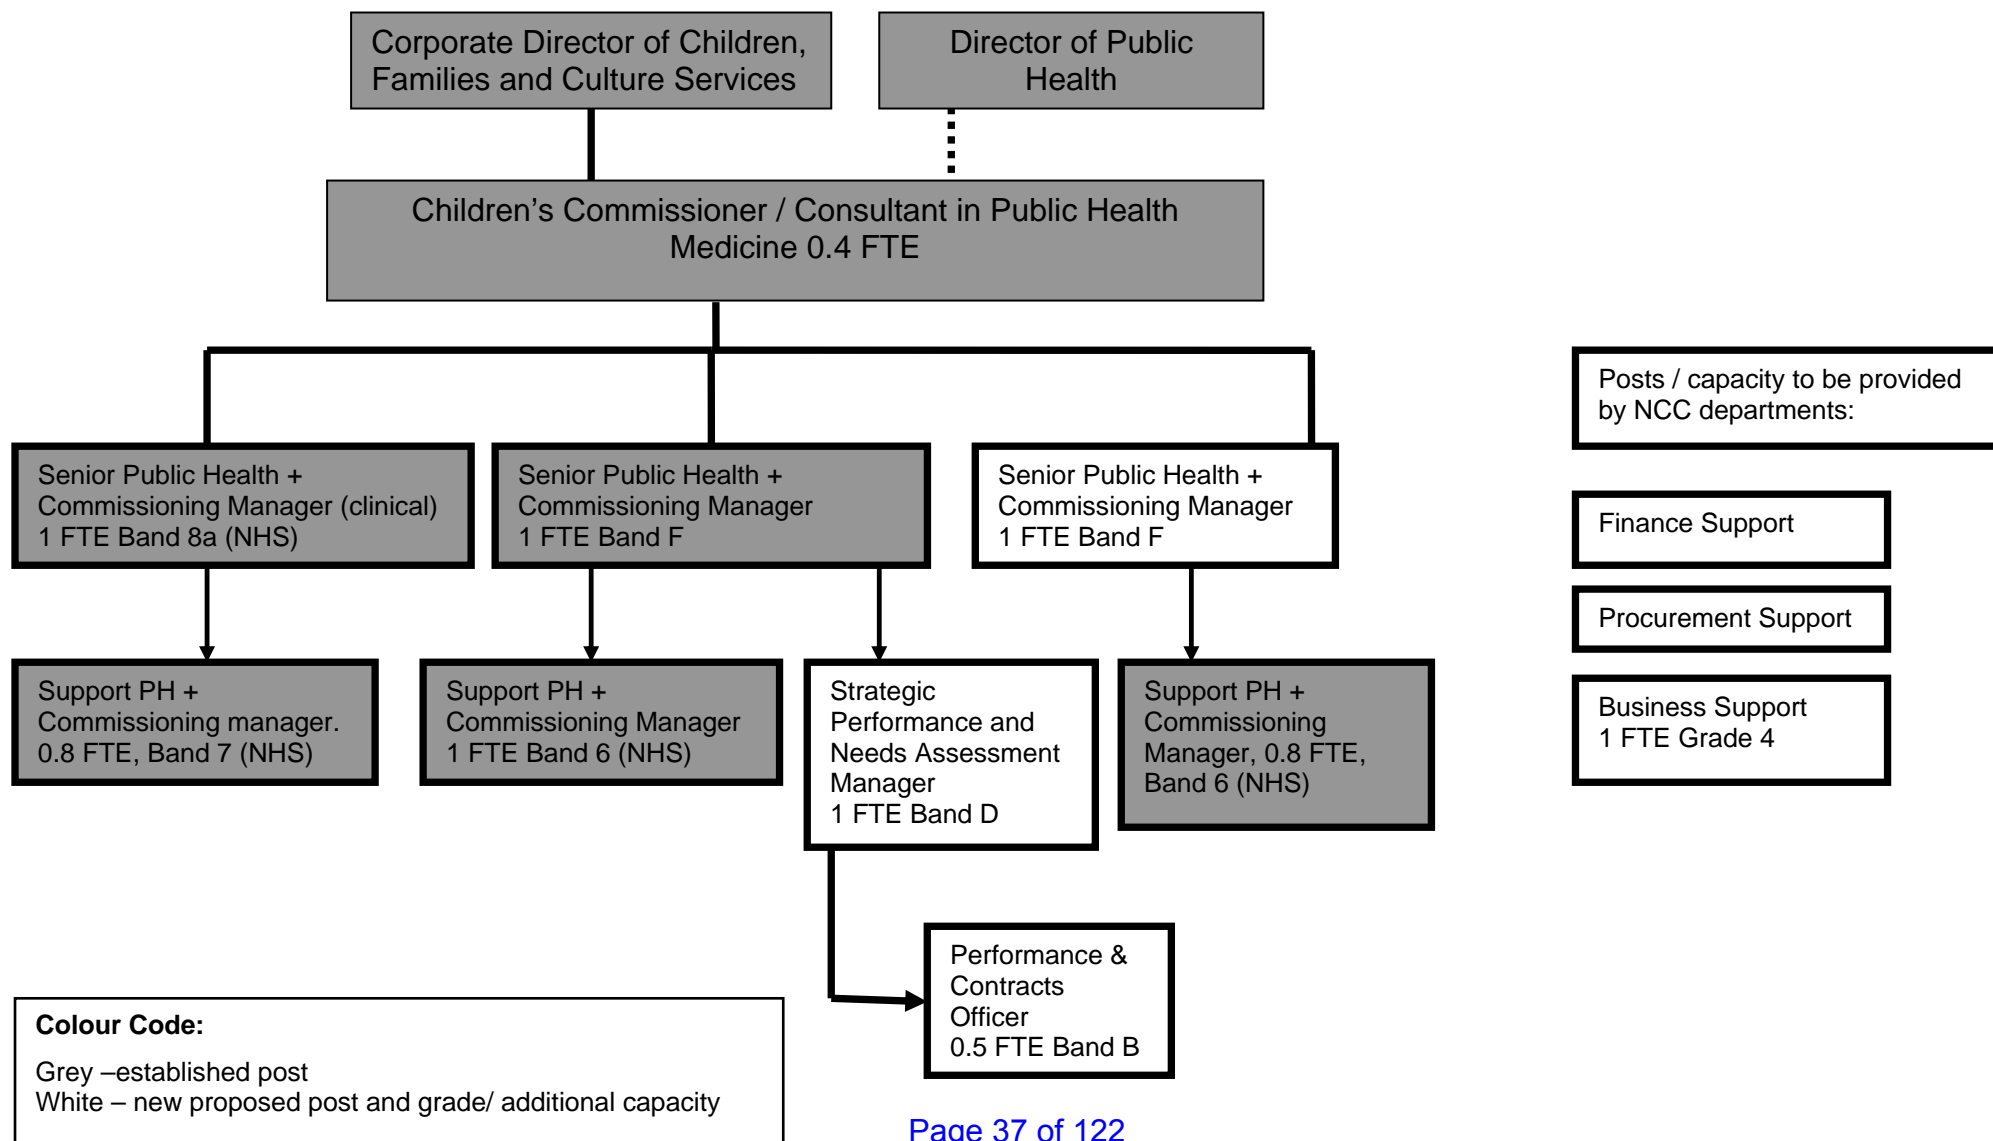 Corporate Director of Children,
Families and Culture Services
Director of Public
Health
Children’s Commissioner / Consultant in Public Health
Medicine 0.4 FTE
Posts / capacity to be provided
by NCC departments:
Senior Public Health +
Commissioning Manager (clinical)
1 FTE Band 8a (NHS)
Senior Public Health +
Commissioning Manager
1 FTE Band F
Senior Public Health +
Commissioning Manager
1 FTE Band F
Finance Support
Procurement Support
Support PH +
Commissioning manager.
0.8 FTE, Band 7 (NHS)
Support PH +
Commissioning Manager
1 FTE Band 6 (NHS)
Strategic
Performance and
Needs Assessment
Manager
1 FTE Band D
Support PH +
Commissioning
Manager, 0.8 FTE,
Band 6 (NHS)
Business Support
1 FTE Grade 4
Performance &
Contracts
Officer
0.5 FTE Band B
Colour Code:
Grey –established post
White – new proposed post and grade/ additional capacity
Page 37 of 122